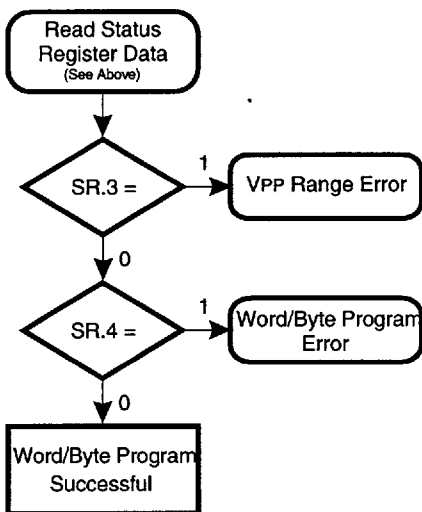 Read Status
Register Data
(See Above)
SR.3 =
1
VPP Range Error
0
SR.4 =
1
Word/Byte Program
Error
0
Word/Byte Program
Successful